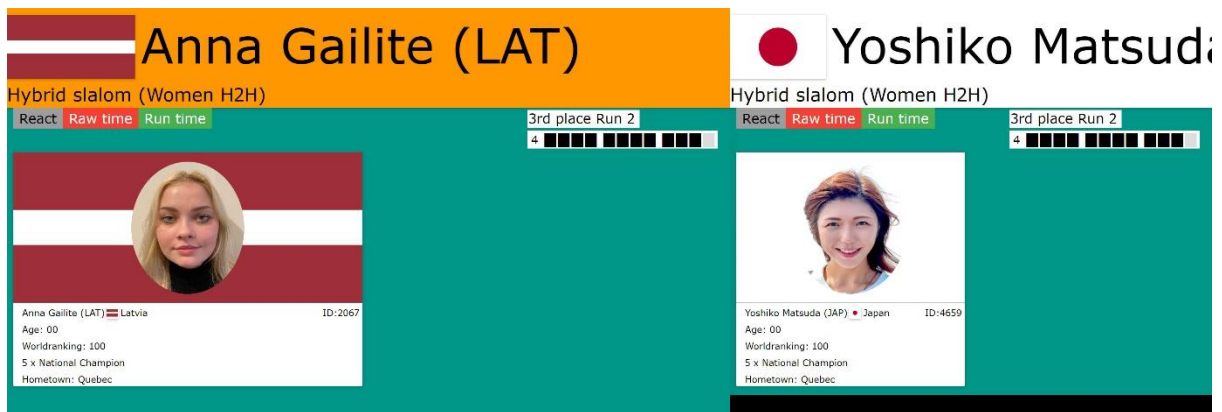 Anna Gailite (LAT)
Hybrid slalom (Women H2H)
React Raw time Run time
3rd place Run 2
4
Anna Gailite (LAT) Latvia ID:2067
Age: 00
Worldranking: 100
5 x National Champion
Hometown: Quebec
Yoshiko Matsuda
Hybrid slalom (Women H2H)
React Raw time Run time
3rd place Run 2
4
Yoshiko Matsuda (JAP) Japan ID:4659
Age: 00
Worldranking: 100
5 x National Champion
Hometown: Quebec